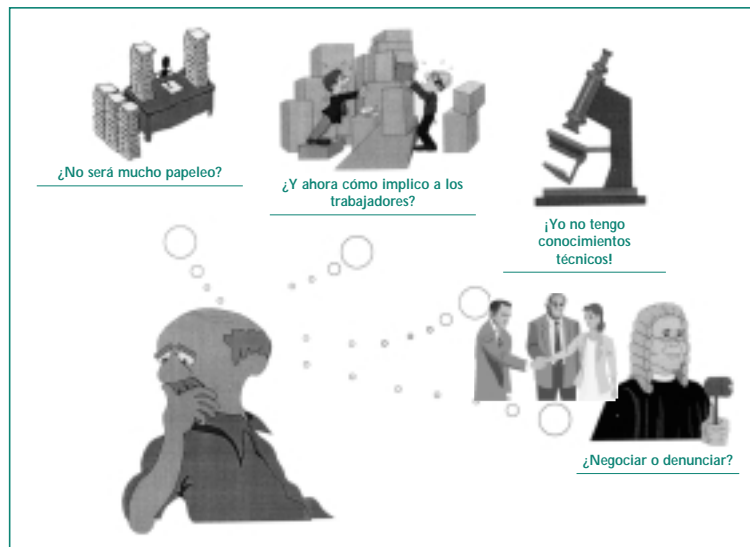 ¿No será mucho papeleo?
¿Y ahora cómo implico a los
trabajadores?
¡Yo no tengo
conocimientos
técnicos!
¿Negociar o denunciar?